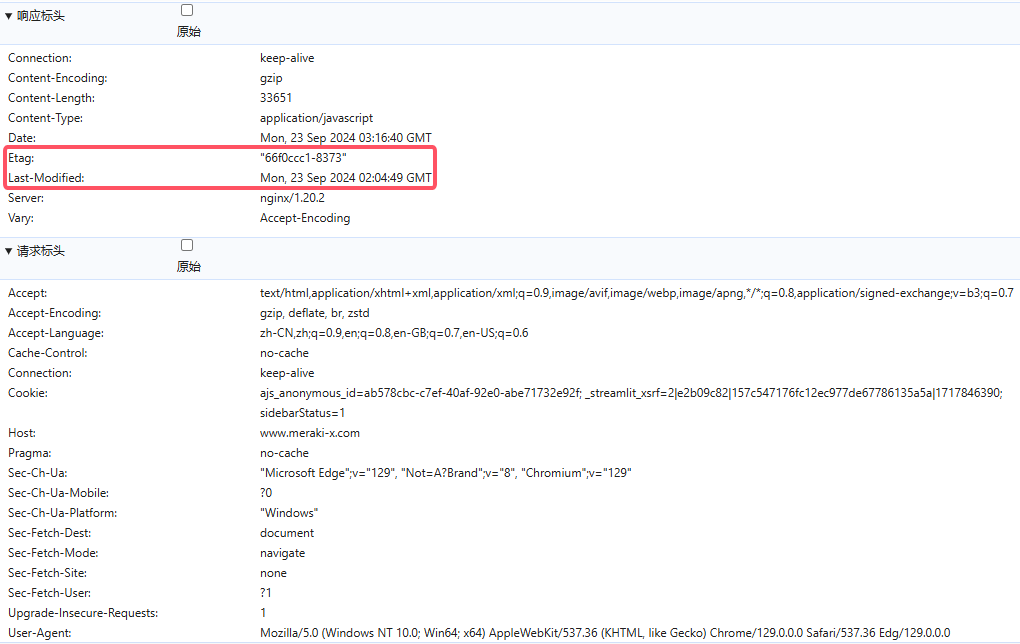 ▼ 响应标头
原始
Connection: keep-alive
Content-Encoding: gzip
Content-Length: 33651
Content-Type: application/javascript
Date: Mon, 23 Sep 2024 03:16:40 GMT
Etag: "66f0ccc1-8373"
Last-Modified: Mon, 23 Sep 2024 02:04:49 GMT
Server: nginx/1.20.2
Vary: Accept-Encoding
▼ 请求标头
原始
Accept: text/html,application/xhtml+xml,application/xml;q=0.9,image/avif,image/webp,image/apng,*/*;q=0.8,application/signed-exchange;v=b3;q=0.7
Accept-Encoding: gzip, deflate, br, zstd
Accept-Language: zh-CN,zh;q=0.9,en;q=0.8,en-GB;q=0.7,en-US;q=0.6
Cache-Control: no-cache
Connection: keep-alive
Cookie: ajs_anonymous_id=ab578cbc-c7ef-40af-92e0-abe71732e92f; _streamlit_xsrf=2|e2b09c82|157c547176fc12ec977de67786135a5a|1717846390;
sidebarStatus=1
Host: www.meraki-x.com
Pragma: no-cache
Sec-Ch-Ua: "Microsoft Edge";v="129", "Not=A?Brand";v="8", "Chromium";v="129"
Sec-Ch-Ua-Mobile: ?0
Sec-Ch-Ua-Platform: "Windows"
Sec-Fetch-Dest: document
Sec-Fetch-Mode: navigate
Sec-Fetch-Site: none
Sec-Fetch-User: ?1
Upgrade-Insecure-Requests: 1
User-Agent: Mozilla/5.0 (Windows NT 10.0; Win64; x64) AppleWebKit/537.36 (KHTML, like Gecko) Chrome/129.0.0.0 Safari/537.36 Edg/129.0.0.0